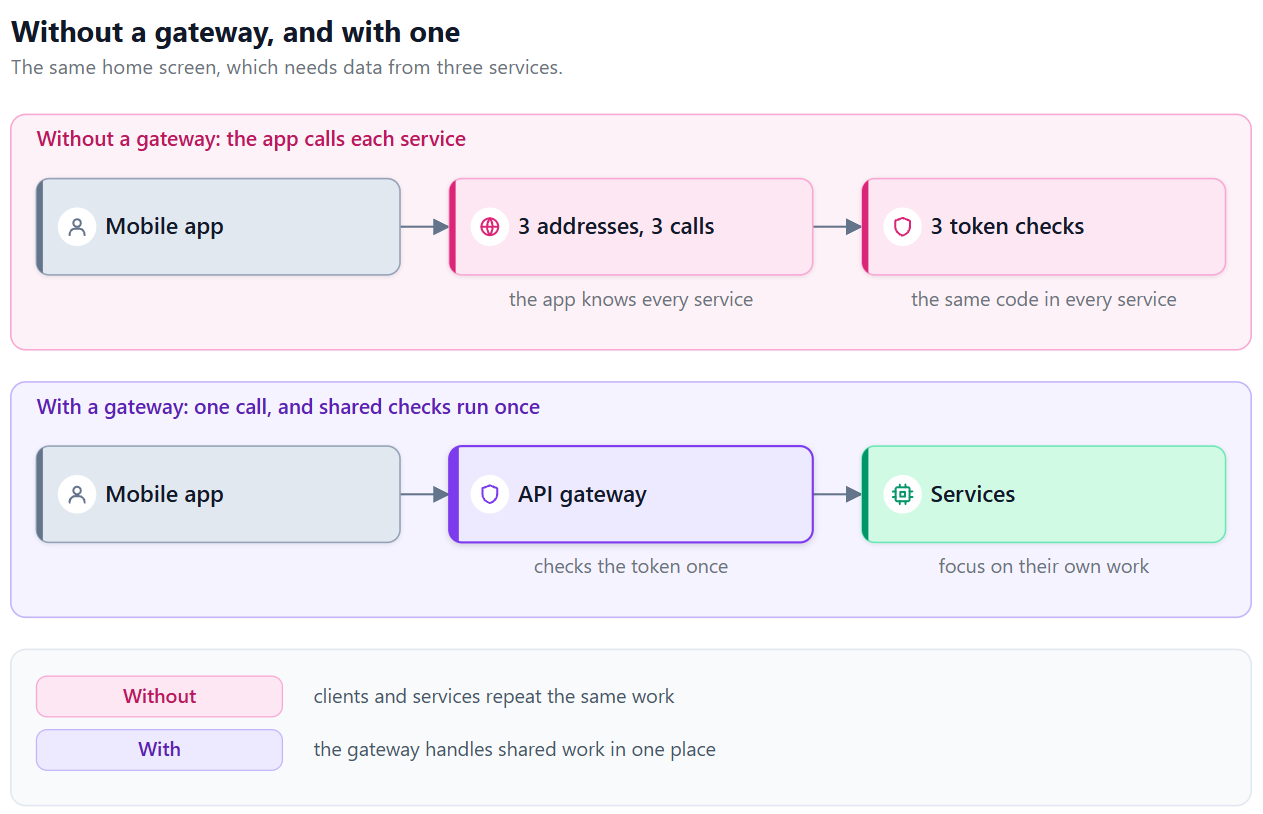 Without a gateway, and with one
The same home screen, which needs data from three services.
Without a gateway: the app calls each service
Mobile app
3 addresses, 3 calls
3 token checks
the app knows every service
the same code in every service
With a gateway: one call, and shared checks run once
Mobile app
API gateway
Services
checks the token once
focus on their own work
Without
clients and services repeat the same work
With
the gateway handles shared work in one place